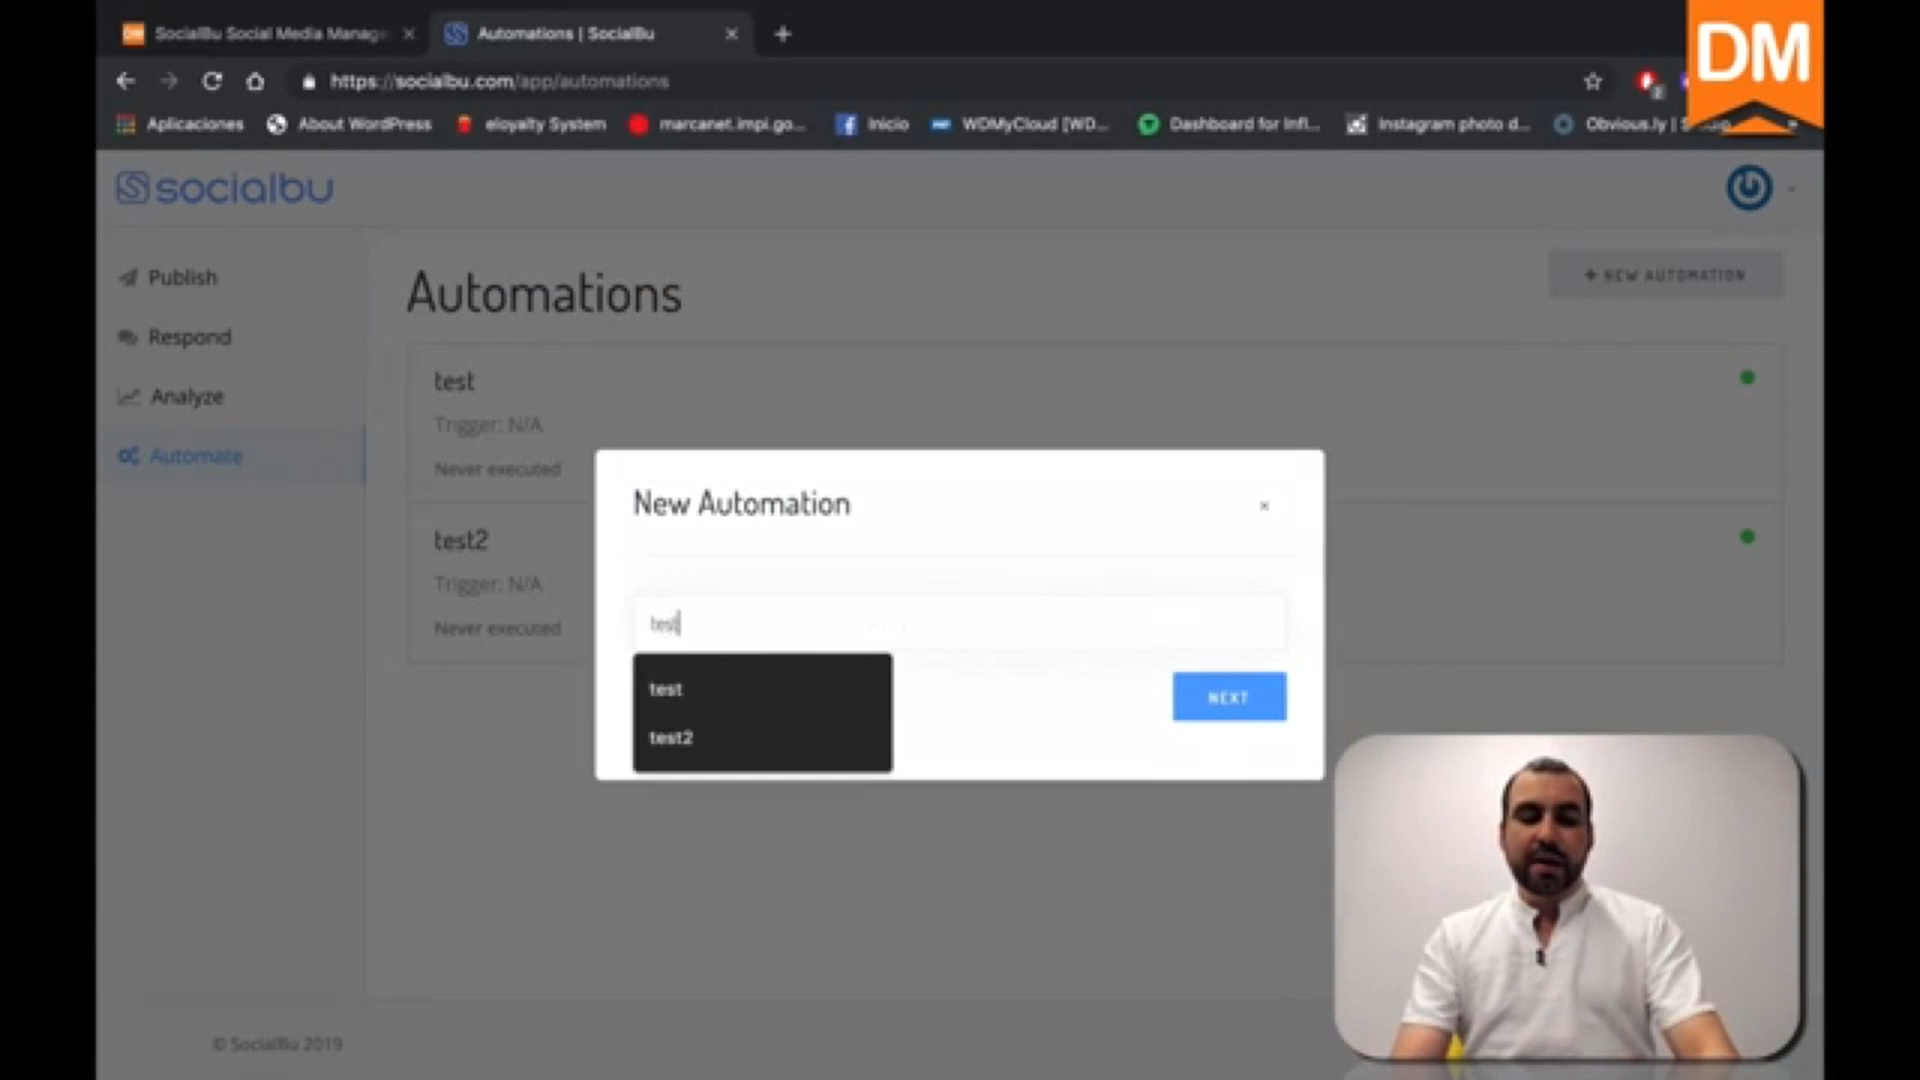 SocialBu Social Media Manage
Automations | SocialBu
DM
https://socialbu.com/app/automations
Aplicaciones
About WordPress
eloyalty System
marcanet.impi.go...
Inicio
WDMyCloud [WD...
Dashboard for Infl...
Instagram photo d...
Obvious.ly |
socialbu
Publish
Respond
Analyze
Automate
Automations
+ NEW AUTOMATION
test
Trigger: N/A
Never executed
test2
Trigger: N/A
Never executed
New Automation
×
test
test
test2
NEXT
© SocialBu 2019